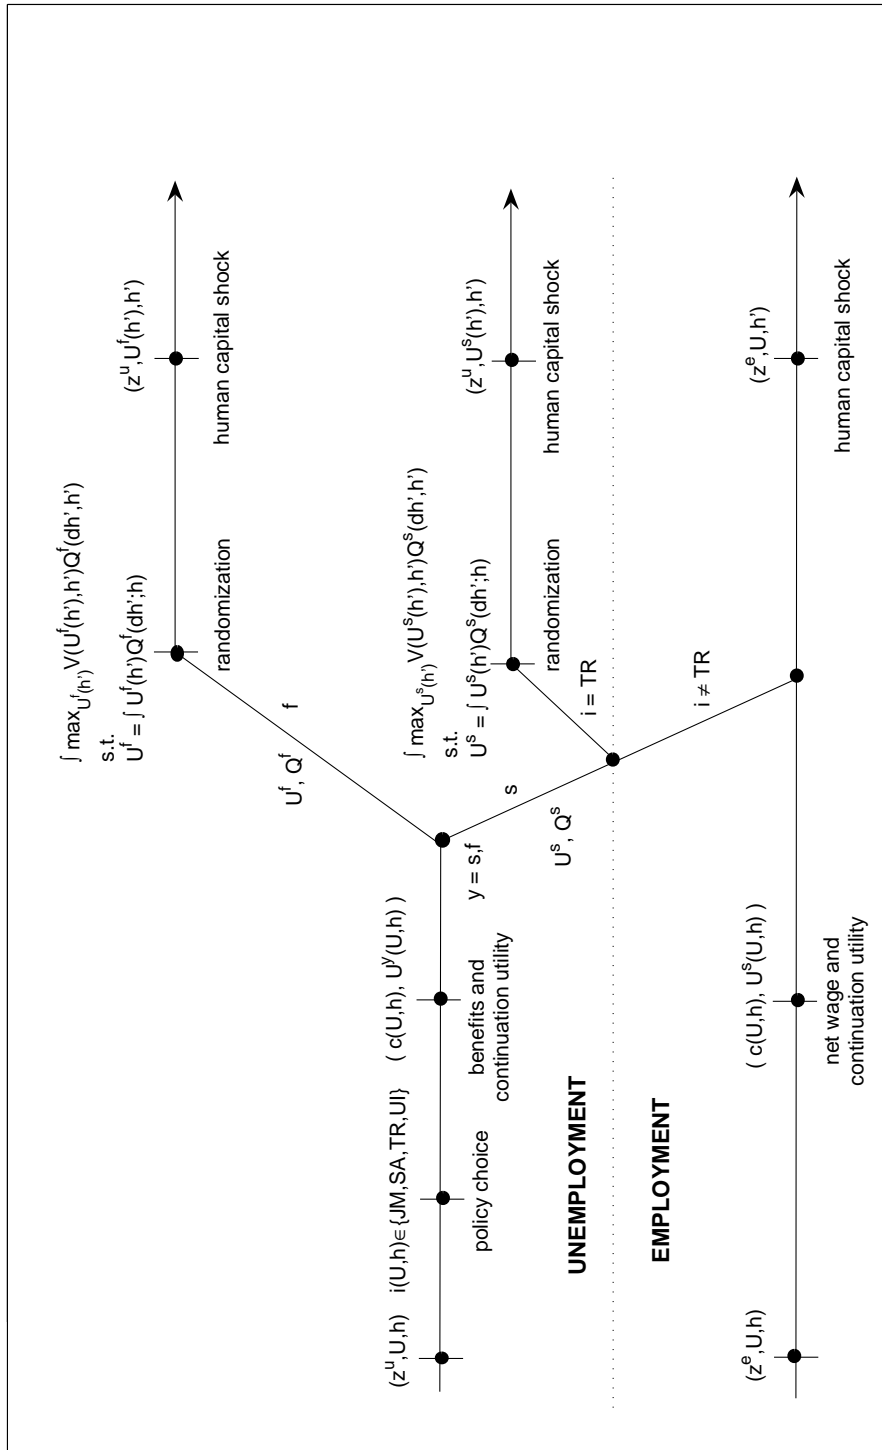 ∫ max_{U^f(h')} V(U^f(h'),h')Q^f(dh',h')
s.t.
U^f = ∫ U^f(h')Q^f(dh';h)
(z^u,U^f(h'),h')
randomization
human capital shock
f
U^f, Q^f
∫ max_{U^s(h')} V(U^s(h'),h')Q^s(dh',h')
s.t.
U^s = ∫ U^s(h')Q^s(dh';h)
(z^u,U^s(h'),h')
randomization
human capital shock
(z^u,U,h)
i(U,h)∈{JM,SA,TR,UI}
( c(U,h), U^y(U,h) )
policy choice
benefits and
continuation utility
y = s,f
s
U^s, Q^s
i = TR
UNEMPLOYMENT
EMPLOYMENT
i ≠ TR
(z^e,U,h)
( c(U,h), U^s(U,h) )
(z^e,U,h')
net wage and
continuation utility
human capital shock